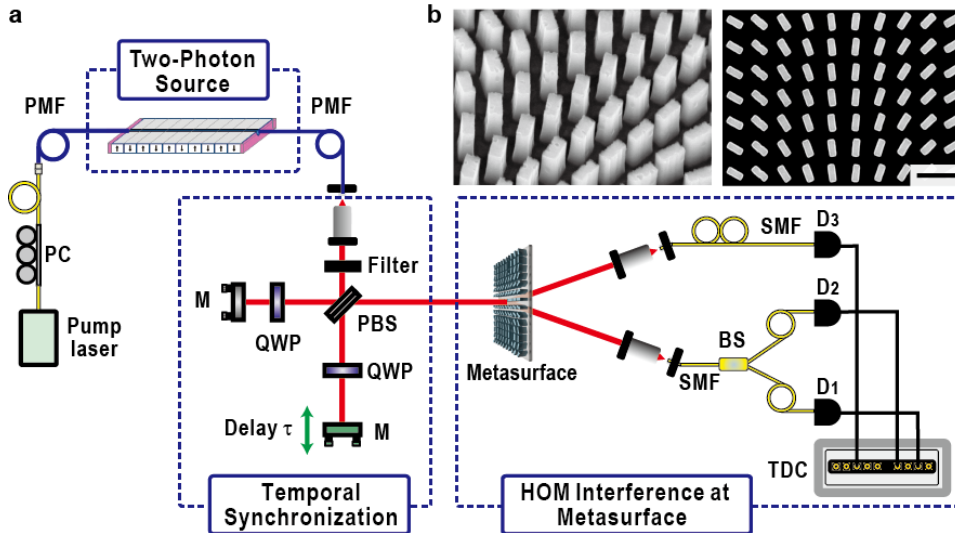 a
b
Two-Photon
Source
PMF
PMF
PC
Pump
laser
Filter
M
QWP
PBS
QWP
Delay τ
M
Temporal
Synchronization
Metasurface
SMF
D3
D2
BS
SMF
D1
TDC
HOM Interference at
Metasurface